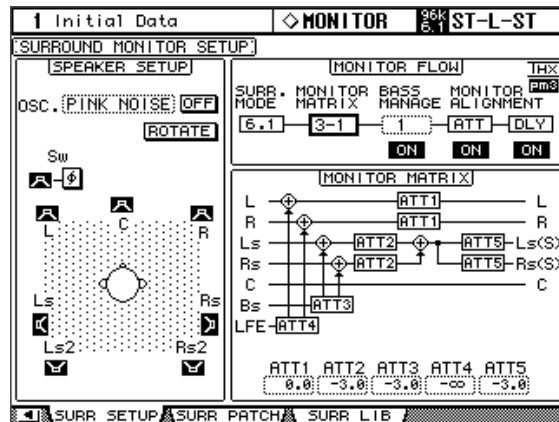 1 Initial Data ◇MONITOR 96k 6.1 ST-L-ST
SURROUND MONITOR SETUP
SPEAKER SETUP
OSC. PINK NOISE OFF
ROTATE
Sw
Φ
L C R
Ls Rs
Ls2 Rs2
MONITOR FLOW THX pm3
SURR. MODE MONITOR MATRIX BASS MANAGE MONITOR ALIGNMENT
6.1 3-1 1 ATT DLY
ON ON ON
MONITOR MATRIX
L ATT1 L
R ATT1 R
Ls ATT2 ATT5 Ls(S)
Rs ATT2 ATT5 Rs(S)
C C
Bs ATT3
LFE ATT4
ATT1 ATT2 ATT3 ATT4 ATT5
0.0 -3.0 -3.0 -∞ -3.0
SURR SETUP SURR PATCH SURR LIB